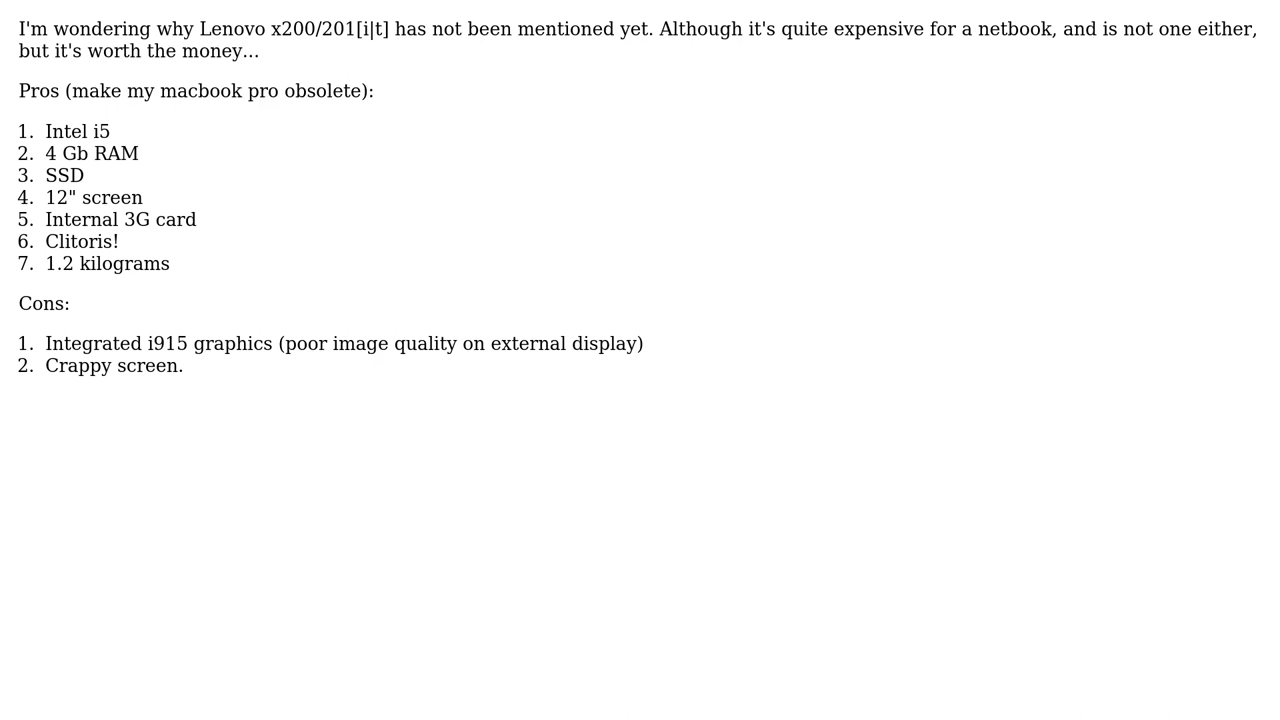 I'm wondering why Lenovo x200/201[i|t] has not been mentioned yet. Although it's quite expensive for a netbook, and is not one either,
but it's worth the money...
Pros (make my macbook pro obsolete):
1. Intel i5
2. 4 Gb RAM
3. SSD
4. 12" screen
5. Internal 3G card
6. Clitoris!
7. 1.2 kilograms
Cons:
1. Integrated i915 graphics (poor image quality on external display)
2. Crappy screen.